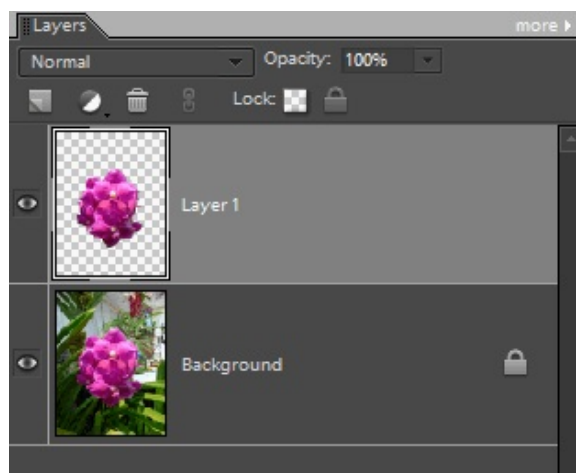 Layers more
Normal Opacity: 100%
Lock:
Layer 1
Background